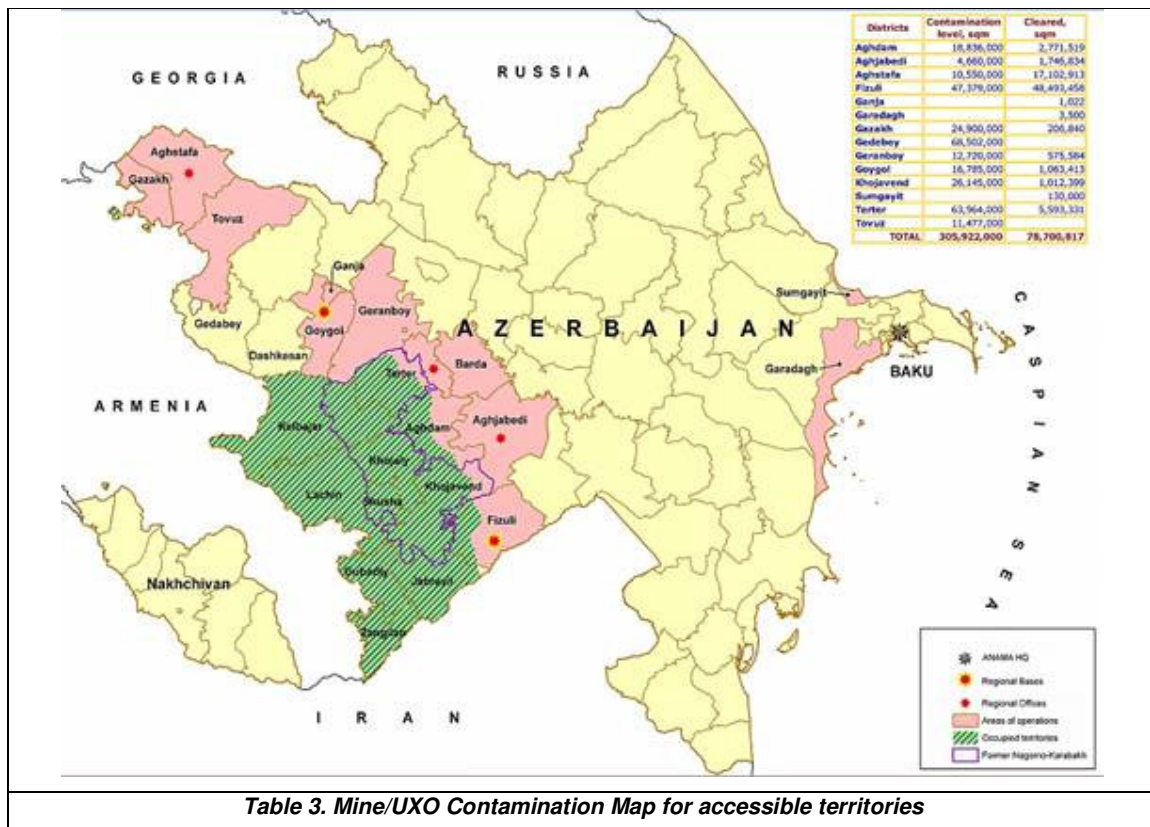 Districts Contamination level, sqm Cleared, sqm
Aghdam 18,836,000 2,771,519
Aghjabedi 4,660,000 1,746,834
Aghstafa 10,550,000 17,102,913
Fizuli 47,379,000 48,493,458
Ganja 1,022
Garadagh 3,500
Gazakh 24,900,000 206,840
Gedebey 68,502,000
Geranboy 12,720,000 575,584
Goygol 16,785,000 1,063,413
Khojavend 26,145,000 1,012,399
Sumgayit 130,000
Terter 63,964,000 5,593,331
Tovuz 11,477,000
TOTAL 305,922,000 78,700,817
GEORGIA
RUSSIA
Aghstafa
Gazakh
Tovuz
Ganja
Geranboy
Gedabey
Goygol
Dashkesan
AZERBAIJAN
Sumgayit
Garadagh
BAKU
CASPIAN SEA
Terter
Barda
ARMENIA
Kelbajar
Aghdam
Aghjabedi
Khojaly
Khojavend
Lachin
Shusha
Fizuli
Nakhchivan
Gubadly
Jabrayil
Zangilan
IRAN
ANAMA HQ
Regional Bases
Regional Offices
Areas of operations
Occupied territories
Former Nagorno-Karabakh
Table 3. Mine/UXO Contamination Map for accessible territories